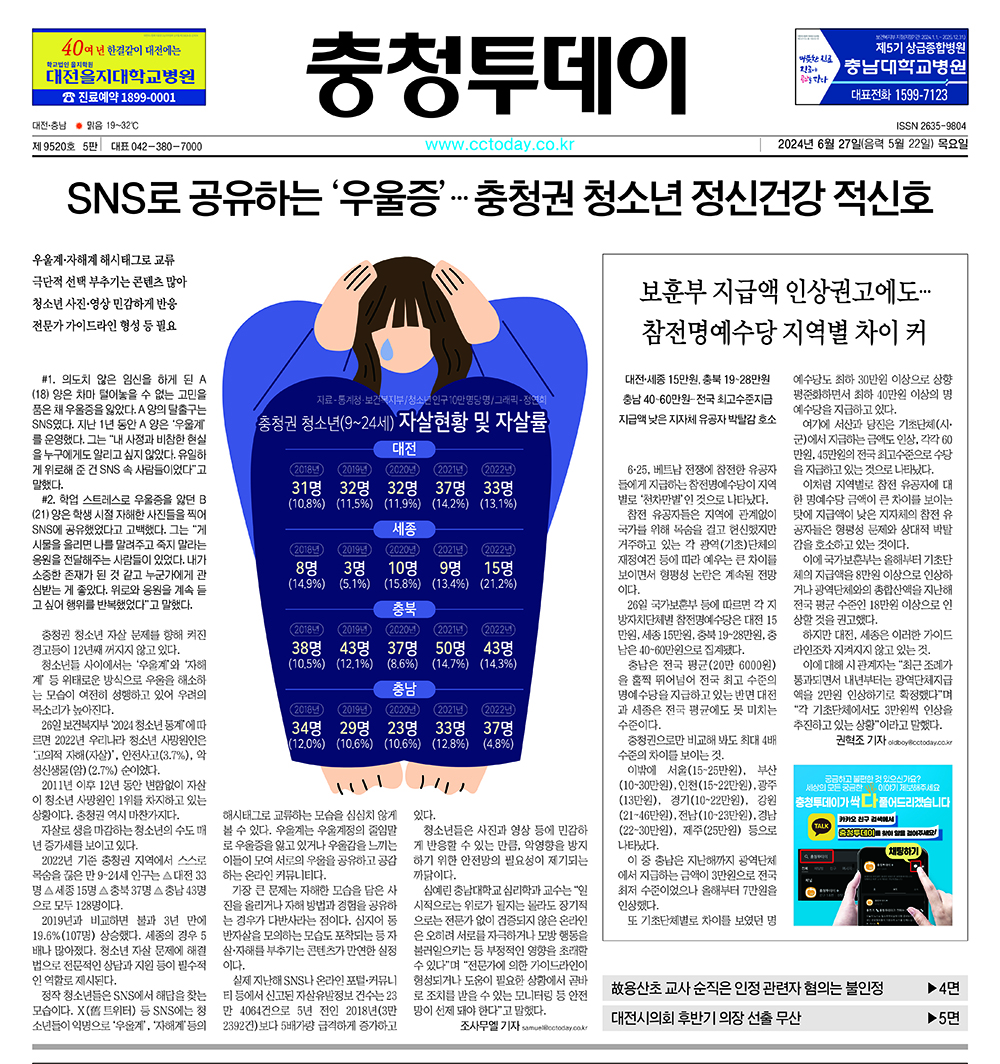 40여 년 한결같이 대전에는
학교법인 을지학원
대전을지대학교병원
☎ 진료예약 1899-0001
충청투데이
제5기 상급종합병원
충남대학교병원
대표전화 1599-7123
대전·충남 맑음 19~32℃
ISSN 2635-9804
제 9520호 5판 대표 042-380-7000
www.cctoday.co.kr
2024년 6월 27일(음력 5월 22일) 목요일
SNS로 공유하는 ‘우울증’… 충청권 청소년 정신건강 적신호
우울계·자해계 해시태그로 교류
극단적 선택 부추기는 콘텐츠 많아
청소년 사진·영상 민감하게 반응
전문가 가이드라인 형성 등 필요
#1. 의도치 않은 임신을 하게 된 A
(18) 양은 차마 털어놓을 수 없는 고민을
품은 채 우울증을 앓았다. A 양의 탈출구는
SNS였다. 지난 1년 동안 A 양은 ‘우울계’
를 운영했다. 그는 “내 사정과 비참한 현실
을 누구에게도 알리고 싶지 않았다. 유일하
게 위로해 준 건 SNS 속 사람들이었다”고
말했다.
#2. 학업 스트레스로 우울증을 앓던 B
(21) 양은 학생 시절 자해한 사진들을 찍어
SNS에 공유했었다고 고백했다. 그는 “게
시물을 올리면 나를 말려주고 죽지 말라는
응원을 전달해주는 사람들이 있었다. 내가
소중한 존재가 된 것 같고 누군가에게 관
심받는 게 좋았다. 위로와 응원을 계속 듣
고 싶어 행위를 반복했었다”고 말했다.
충청권 청소년 자살 문제를 향해 켜진
경고등이 12년째 꺼지지 않고 있다.
청소년들 사이에서는 ‘우울계’와 ‘자해
계’ 등 위태로운 방식으로 우울을 해소하
는 모습이 여전히 성행하고 있어 우려의
목소리가 높아진다.
26일 보건복지부 ‘2024 청소년 통계’에 따
르면 2022년 우리나라 청소년 사망원인은
‘고의적 자해(자살)’, 안전사고(3.7%), 악
성신생물(암) (2.7%) 순이었다.
2011년 이후 12년 동안 변함없이 자살
이 청소년 사망원인 1위를 차지하고 있는
상황이다. 충청권 역시 마찬가지다.
자살로 생을 마감하는 청소년의 수도 매
년 증가세를 보이고 있다.
2022년 기준 충청권 지역에서 스스로
목숨을 끊은 만 9~24세 인구는 △대전 33
명 △세종 15명 △충북 37명 △충남 43명
으로 모두 128명이다.
2019년과 비교하면 불과 3년 만에
19.6%(107명) 상승했다. 세종의 경우 5
배나 많아졌다. 청소년 자살 문제에 해결
법으로 전문적인 상담과 지원 등이 필수적
인 역할로 제시된다.
정작 청소년들은 SNS에서 해답을 찾는
모습이다. X(舊 트위터) 등 SNS에는 청
소년들이 익명으로 ‘우울계’, ‘자해계’ 등의
자료-통계청·보건복지부 / 청소년 인구 10만명당 명 / 그래픽-정연희
충청권 청소년(9~24세) 자살현황 및 자살률
대전
2018년 2019년 2020년 2021년 2022년
31명 32명 32명 37명 33명
(10.8%) (11.5%) (11.9%) (14.2%) (13.1%)
세종
2018년 2019년 2020년 2021년 2022년
8명 3명 10명 9명 15명
(14.9%) (5.1%) (15.8%) (13.4%) (21.2%)
충북
2018년 2019년 2020년 2021년 2022년
38명 43명 37명 50명 43명
(10.5%) (12.1%) (8.6%) (14.7%) (14.3%)
충남
2018년 2019년 2020년 2021년 2022년
34명 29명 23명 33명 37명
(12.0%) (10.6%) (10.6%) (12.8%) (4.8%)
해시태그로 교류하는 모습을 심심치 않게
볼 수 있다. 우울계는 우울계정의 줄임말
로 우울증을 앓고 있거나 우울감을 느끼는
이들이 모여 서로의 우울을 공유하고 공감
하는 온라인 커뮤니티다.
가장 큰 문제는 자해한 모습을 담은 사
진을 올리거나 자해 방법과 경험을 공유하
는 경우가 다반사라는 점이다. 심지어 동
반자살을 모의하는 모습도 포착되는 등 자
살·자해를 부추기는 콘텐츠가 만연한 실정
이다.
실제 지난해 SNS나 온라인 포털·커뮤니
티 등에서 신고된 자살유발정보 건수는 23
만 4064건으로 5년 전인 2018년(3만
2392건)보다 5배가량 급격하게 증가하고
있다.
청소년들은 사진과 영상 등에 민감하
게 반응할 수 있는 만큼, 악영향을 방지
하기 위한 안전망의 필요성이 제기되는
까닭이다.
심예린 충남대학교 심리학과 교수는 “일
시적으로는 위로가 될지는 몰라도 장기적
으로는 전문가 없이 검증되지 않은 온라인
은 오히려 서로를 자극하거나 모방 행동을
불러일으키는 등 부정적인 영향을 초래할
수 있다”며 “전문가에 의한 가이드라인이
형성되거나 도움이 필요한 상황에서 곧바
로 조치를 받을 수 있는 모니터링 등 안전
망이 선제 돼야 한다”고 말했다.
조사무엘 기자 samuel@cctoday.co.kr
보훈부 지급액 인상권고에도…
참전명예수당 지역별 차이 커
대전·세종 15만원, 충북 19~28만원
충남 40~60만원… 전국 최고수준지급
지급액 낮은 지자체 유공자 박탈감 호소
6·25, 베트남 전쟁에 참전한 유공자
들에게 지급하는 참전명예수당이 지역
별로 ‘천차만별’인 것으로 나타났다.
참전 유공자들은 지역에 관계없이
국가를 위해 목숨을 걸고 헌신했지만
거주하고 있는 각 광역(기초)단체의
재정여건 등에 따라 예우는 큰 차이를
보이면서 형평성 논란은 계속될 전망
이다.
26일 국가보훈부 등에 따르면 각 지
방자치단체별 참전명예수당은 대전 15
만원, 세종 15만원, 충북 19~28만원, 충
남은 40~60만원으로 집계됐다.
충남은 전국 평균(20만 6000원)
을 훌쩍 뛰어넘어 전국 최고 수준의
명예수당을 지급하고 있는 반면 대전
과 세종은 전국 평균에도 못 미치는
수준이다.
충청권으로만 비교해 봐도 최대 4배
수준의 차이를 보이는 것.
이밖에 서울(15~25만원), 부산
(10~30만원), 인천(15~22만원), 광주
(13만원), 경기(10~22만원), 강원
(21~46만원), 전남(10~23만원), 경남
(22~30만원), 제주(25만원) 등으로
나타났다.
이 중 충남은 지난해까지 광역단체
에서 지급하는 금액이 3만원으로 전국
최저 수준이었으나 올해부터 7만원을
인상했다.
또 기초단체별로 차이를 보였던 명
예수당도 최하 30만원 이상으로 상향
평준화하면서 최하 40만원 이상의 명
예수당을 지급하고 있다.
여기에 서산과 당진은 기초단체(시·
군)에서 지급하는 금액도 인상, 각각 60
만원, 45만원의 전국 최고수준으로 수당
을 지급하고 있는 것으로 나타났다.
이처럼 지역별로 참전 유공자에 대
한 명예수당 금액이 큰 차이를 보이는
탓에 지급액이 낮은 지자체의 참전 유
공자들은 형평성 문제와 상대적 박탈
감을 호소하고 있는 것이다.
이에 국가보훈부는 올해부터 기초단
체의 지급액을 8만원 이상으로 인상하
거나 광역단체와의 총합산액을 지난해
전국 평균 수준인 18만원 이상으로 인
상할 것을 권고했다.
하지만 대전, 세종은 이러한 가이드
라인조차 지켜지지 않고 있는 것.
이에 대해 시 관계자는 “최근 조례가
통과되면서 내년부터는 광역단체지급
액을 2만원 인상하기로 확정했다”며
“각 기초단체에서도 3만원씩 인상을
추진하고 있는 상황”이라고 말했다.
권혁조 기자 oldboy@cctoday.co.kr
궁금하고 불편한 것 있으신가요?
세상의 모든 궁금한 이야기 제보해주세요
충청투데이가 싹 다 풀어드리겠습니다
TALK
카카오 친구 검색에서
충청투데이를 찾아 말을 걸어주세요!
채팅하기
故용산초 교사 순직은 인정 관련자 혐의는 불인정 ▶4면
대전시의회 후반기 의장 선출 무산 ▶5면